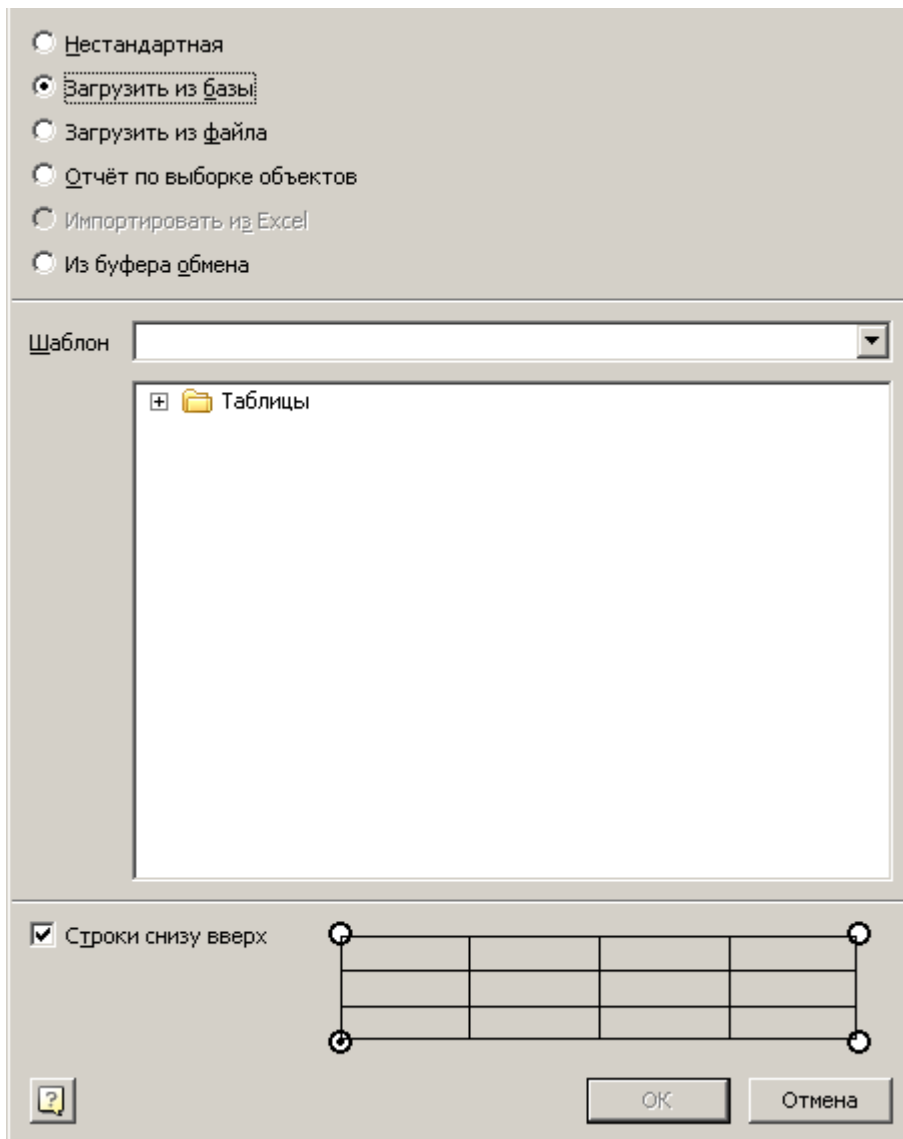 Нестандартная
Загрузить из базы
Загрузить из файла
Отчёт по выборке объектов
Импортировать из Excel
Из буфера обмена
Шаблон
Таблицы
Строки снизу вверх
OK Отмена